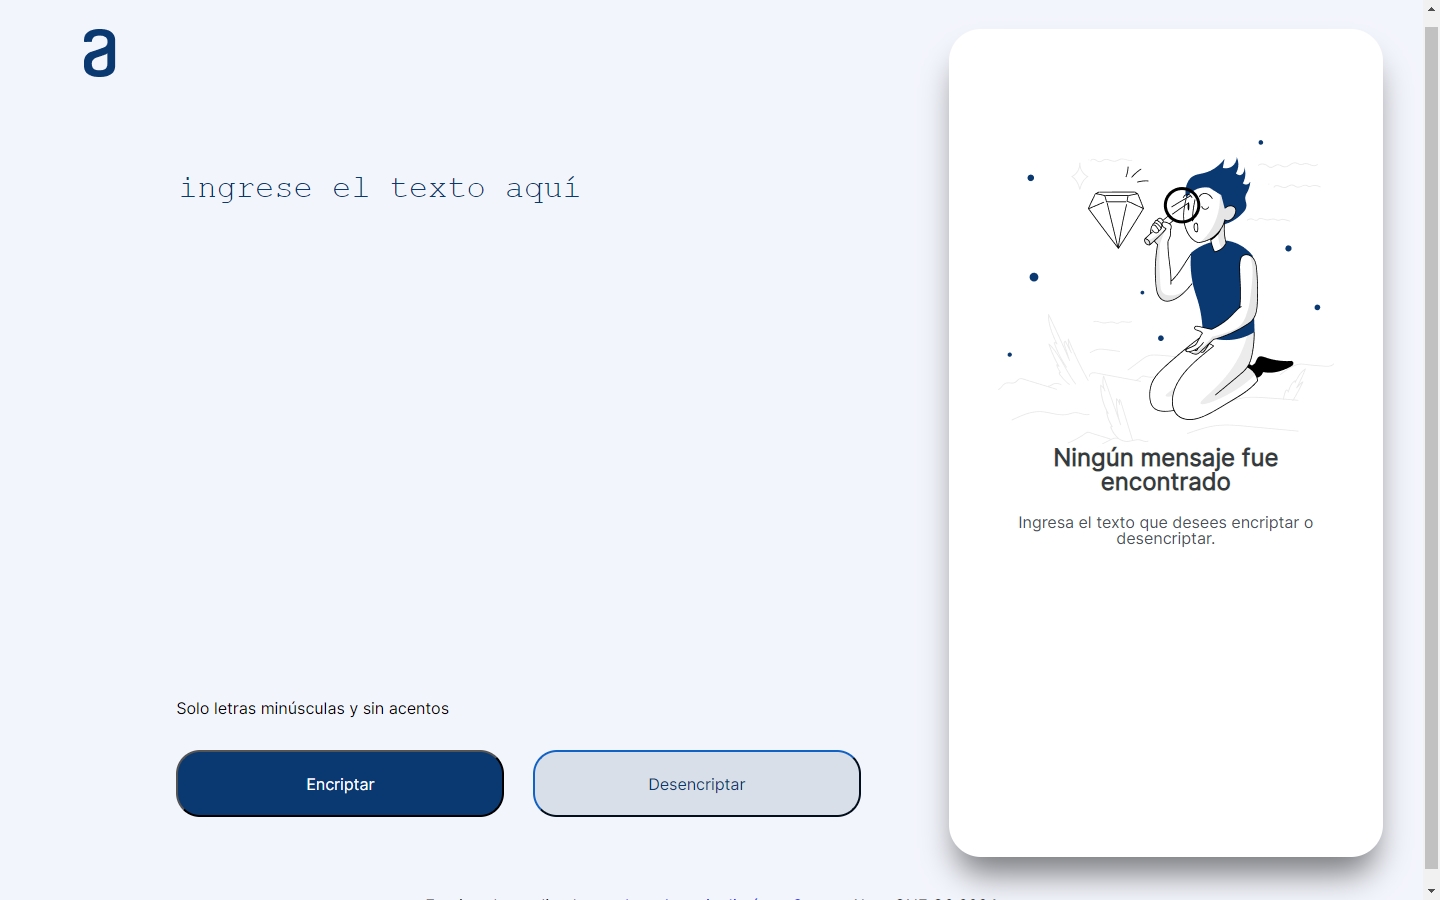 a
ingrese el texto aquí
Ningún mensaje fue
encontrado
Ingresa el texto que desees encriptar o
desencriptar.
Solo letras minúsculas y sin acentos
Encriptar
Desencriptar